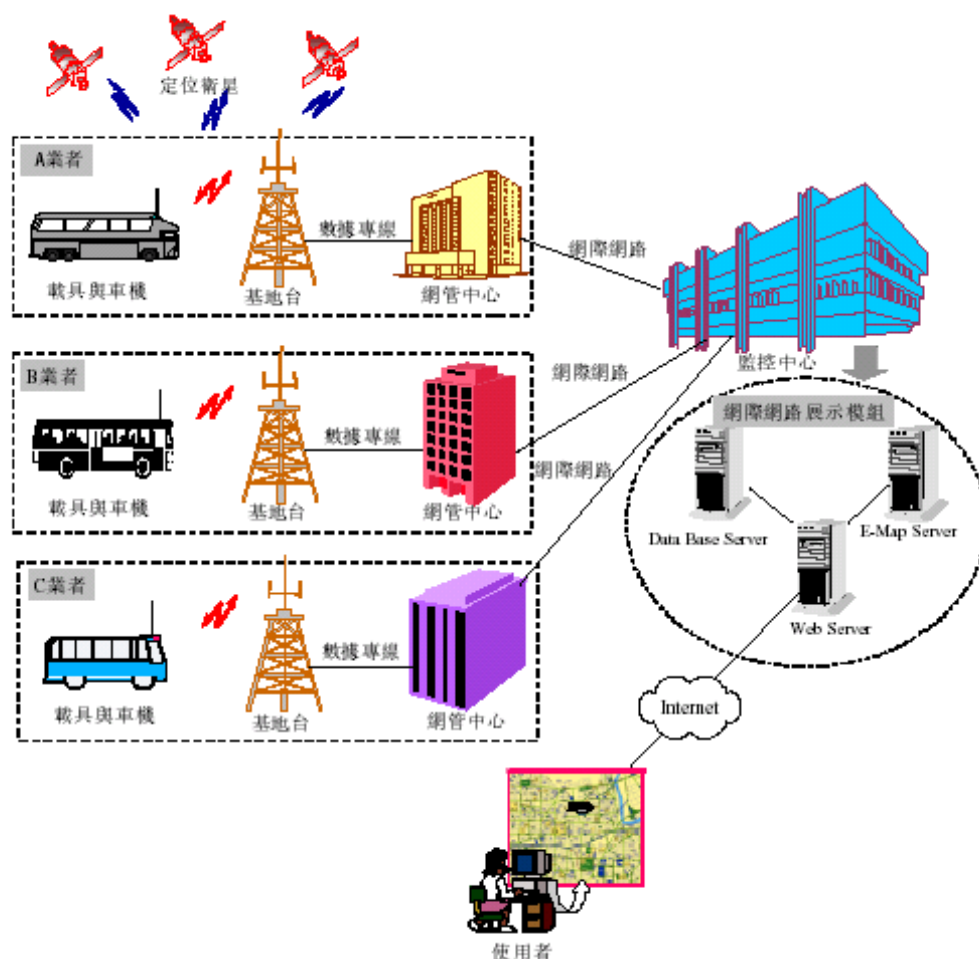 定位衛星
A業者
數據專線
網際網路
載具與車機
基地台
網管中心
監控中心
B業者
網際網路
數據專線
網際網路
載具與車機
基地台
網管中心
網際網路展示模組
Data Base Server
E-Map Server
Web Server
C業者
數據專線
載具與車機
基地台
網管中心
Internet
使用者